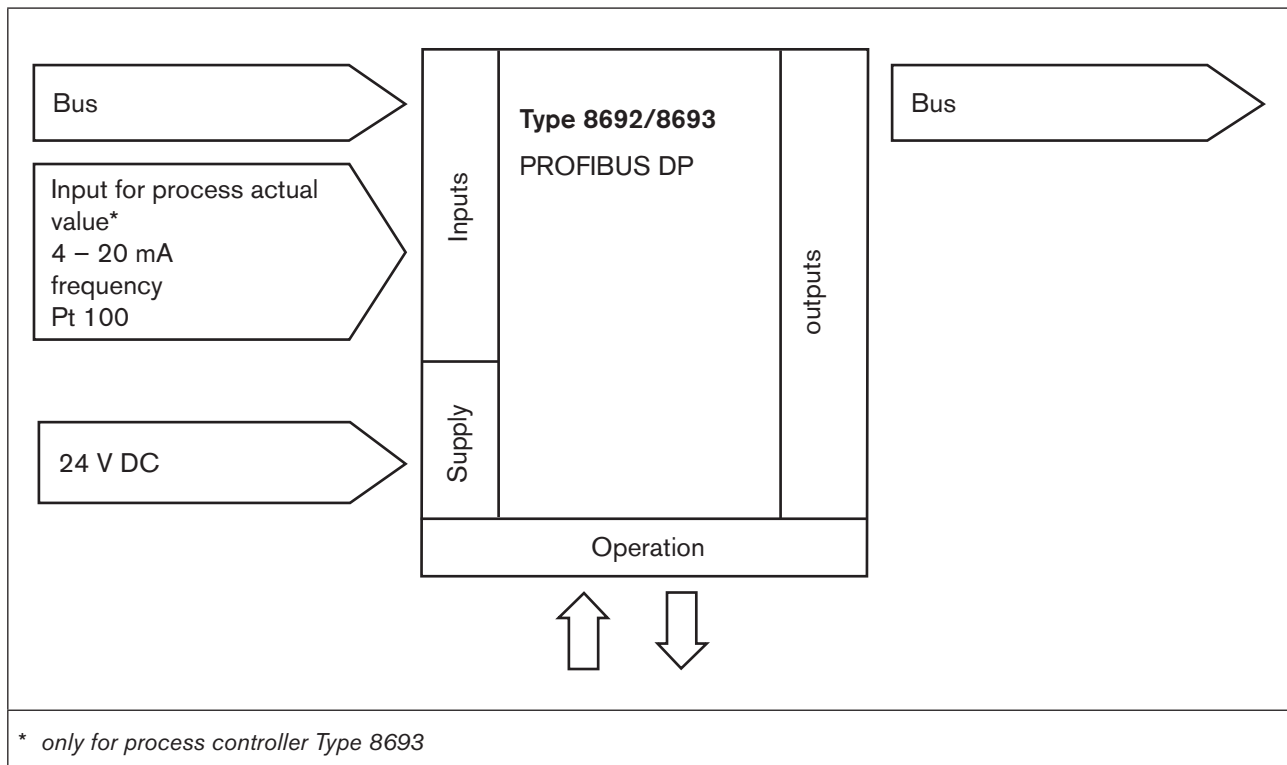 Bus
Input for process actual
value*
4 – 20 mA
frequency
Pt 100
24 V DC
Inputs
Supply
Type 8692/8693
PROFIBUS DP
outputs
Operation
Bus
* only for process controller Type 8693